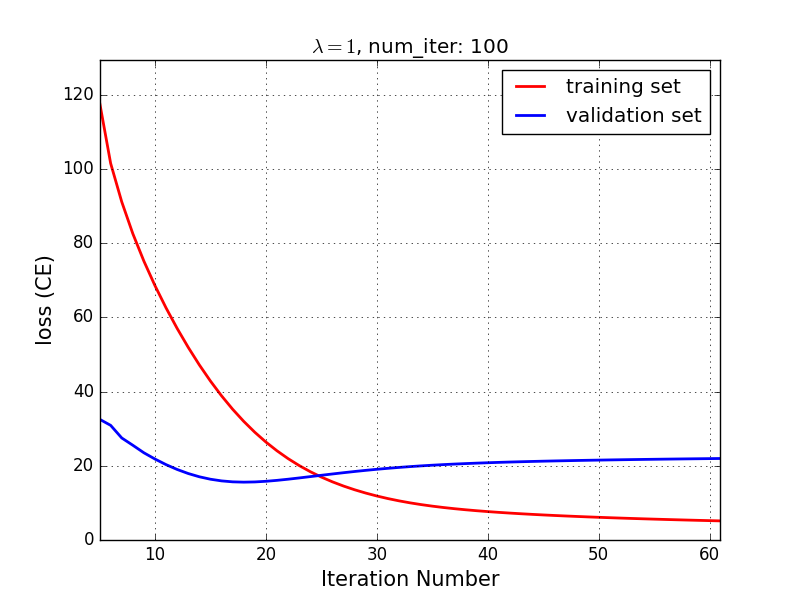 λ = 1, num_iter: 100
training set
validation set
120
100
80
60
40
20
0
loss (CE)
10 20 30 40 50 60
Iteration Number